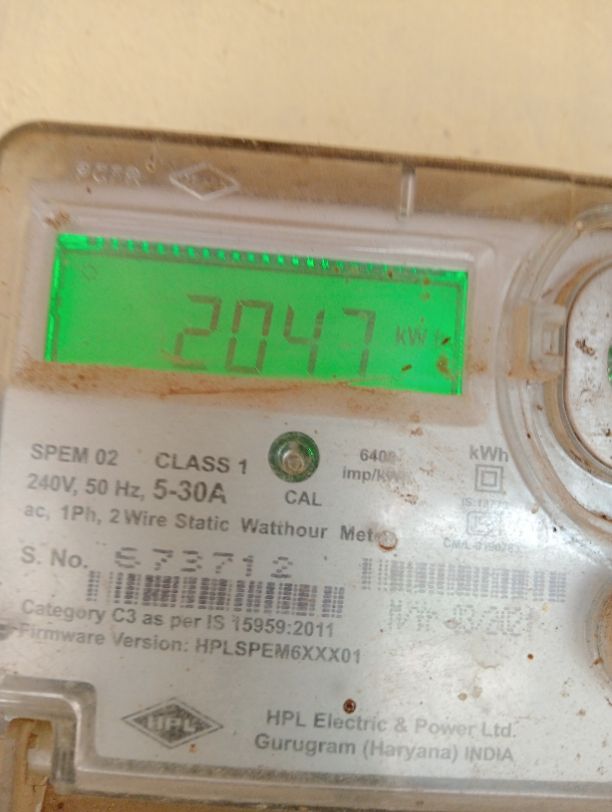 2047 kWh
SPEM 02 CLASS 1
6400 imp/kWh
kWh
240V, 50 Hz, 5-30A
CAL
ac, 1Ph, 2 Wire Static Watthour Meter
S. No. 673712
Category C3 as per IS 15959:2011
Firmware Version: HPLSPEM6XXX01
HPL
HPL Electric & Power Ltd.
Gurugram (Haryana) INDIA